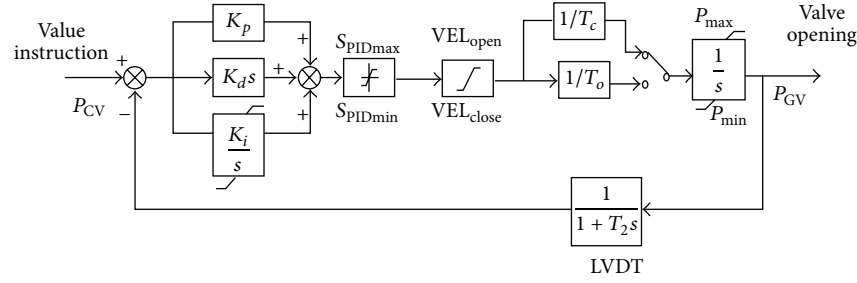 Value
instruction
P_CV
+
−
K_p
K_d s
K_i
s
+
+
+
S_PIDmax
S_PIDmin
VEL_open
VEL_close
1/T_c
1/T_o
P_max
1
s
P_min
Valve
opening
P_GV
1
1 + T_2 s
LVDT